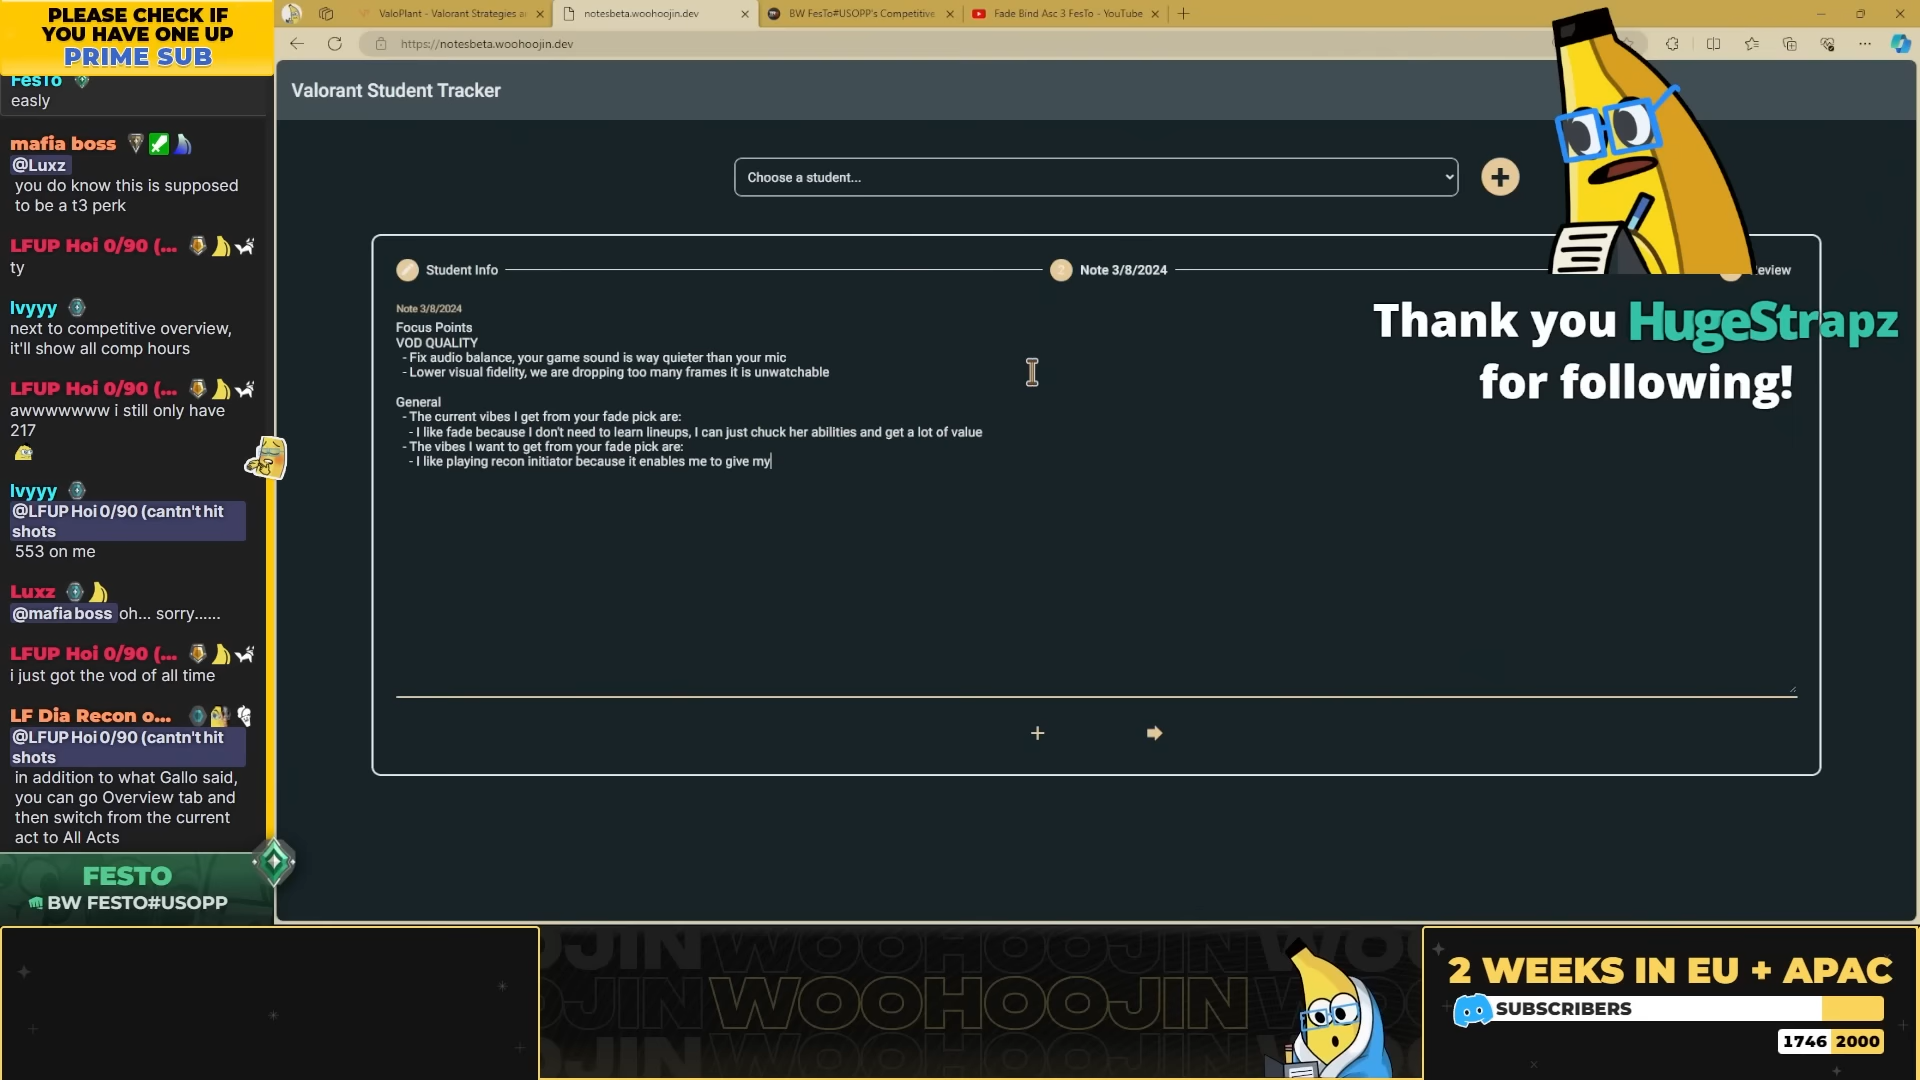 PLEASE CHECK IF
YOU HAVE ONE UP
PRIME SUB
FesTo
easly
mafia boss
@Luxz
you do know this is supposed
to be a t3 perk
LFUP Hoi 0/90 (...
ty
Ivyyy
next to competitive overview,
it'll show all comp hours
LFUP Hoi 0/90 (...
awwwwwww i still only have
217
Ivyyy
@LFUP Hoi 0/90 (cantn't hit
shots
553 on me
Luxz
@mafia boss oh... sorry......
LFUP Hoi 0/90 (...
i just got the vod of all time
LF Dia Recon o...
@LFUP Hoi 0/90 (cantn't hit
shots
in addition to what Gallo said,
you can go Overview tab and
then switch from the current
act to All Acts
FESTO
BW FESTO#USOPP
ValoPlant - Valorant Strategies a
notesbeta.woohoojin.dev
BW FesTo#USOPP's Competitive
Fade Bind Asc 3 FesTo - YouTube
https://notesbeta.woohoojin.dev
Valorant Student Tracker
Choose a student...
Student Info
2 Note 3/8/2024
eview
Note 3/8/2024
Focus Points
VOD QUALITY
- Fix audio balance, your game sound is way quieter than your mic
- Lower visual fidelity, we are dropping too many frames it is unwatchable
General
- The current vibes I get from your fade pick are:
- I like fade because I don't need to learn lineups, I can just chuck her abilities and get a lot of value
- The vibes I want to get from your fade pick are:
- I like playing recon initiator because it enables me to give my
Thank you HugeStrapz
for following!
OJIN WOOHOOJIN WOO
OJIN WOOHOOJIN
2 WEEKS IN EU + APAC
SUBSCRIBERS
1746 2000